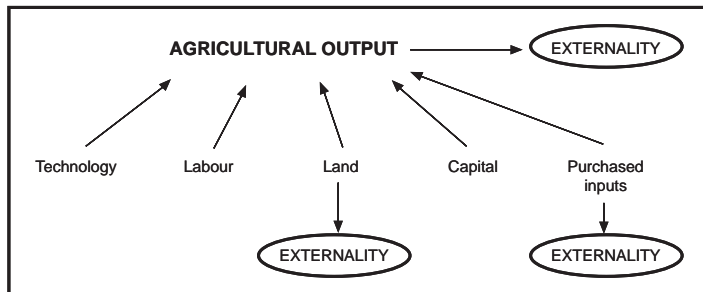 AGRICULTURAL OUTPUT
EXTERNALITY
Technology
Labour
Land
Capital
Purchased
inputs
EXTERNALITY
EXTERNALITY